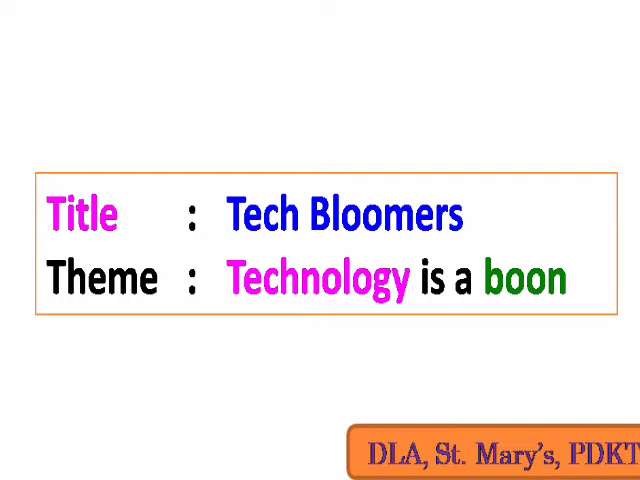 Title : Tech Bloomers
Theme : Technology is a boon
DLA, St. Mary's, PDKT